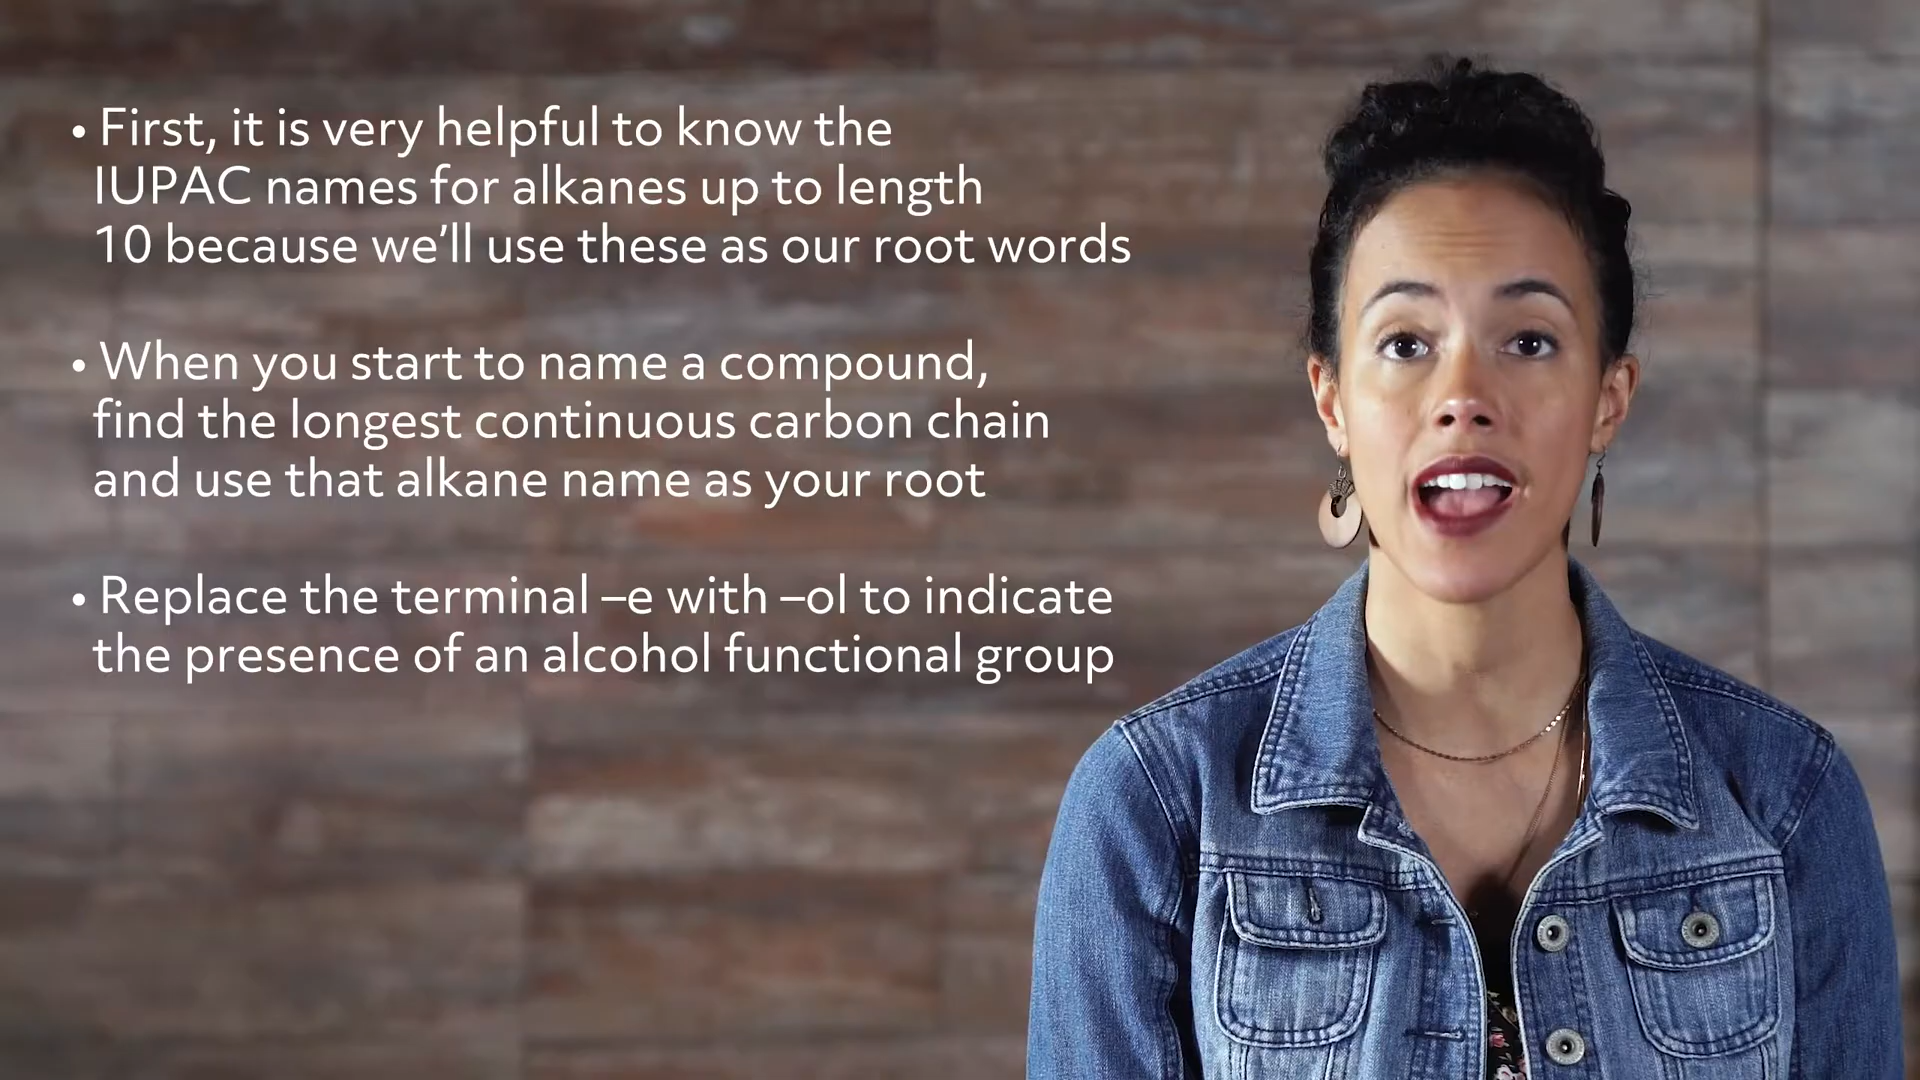 • First, it is very helpful to know the
IUPAC names for alkanes up to length
10 because we’ll use these as our root words
• When you start to name a compound,
find the longest continuous carbon chain
and use that alkane name as your root
• Replace the terminal –e with –ol to indicate
the presence of an alcohol functional group